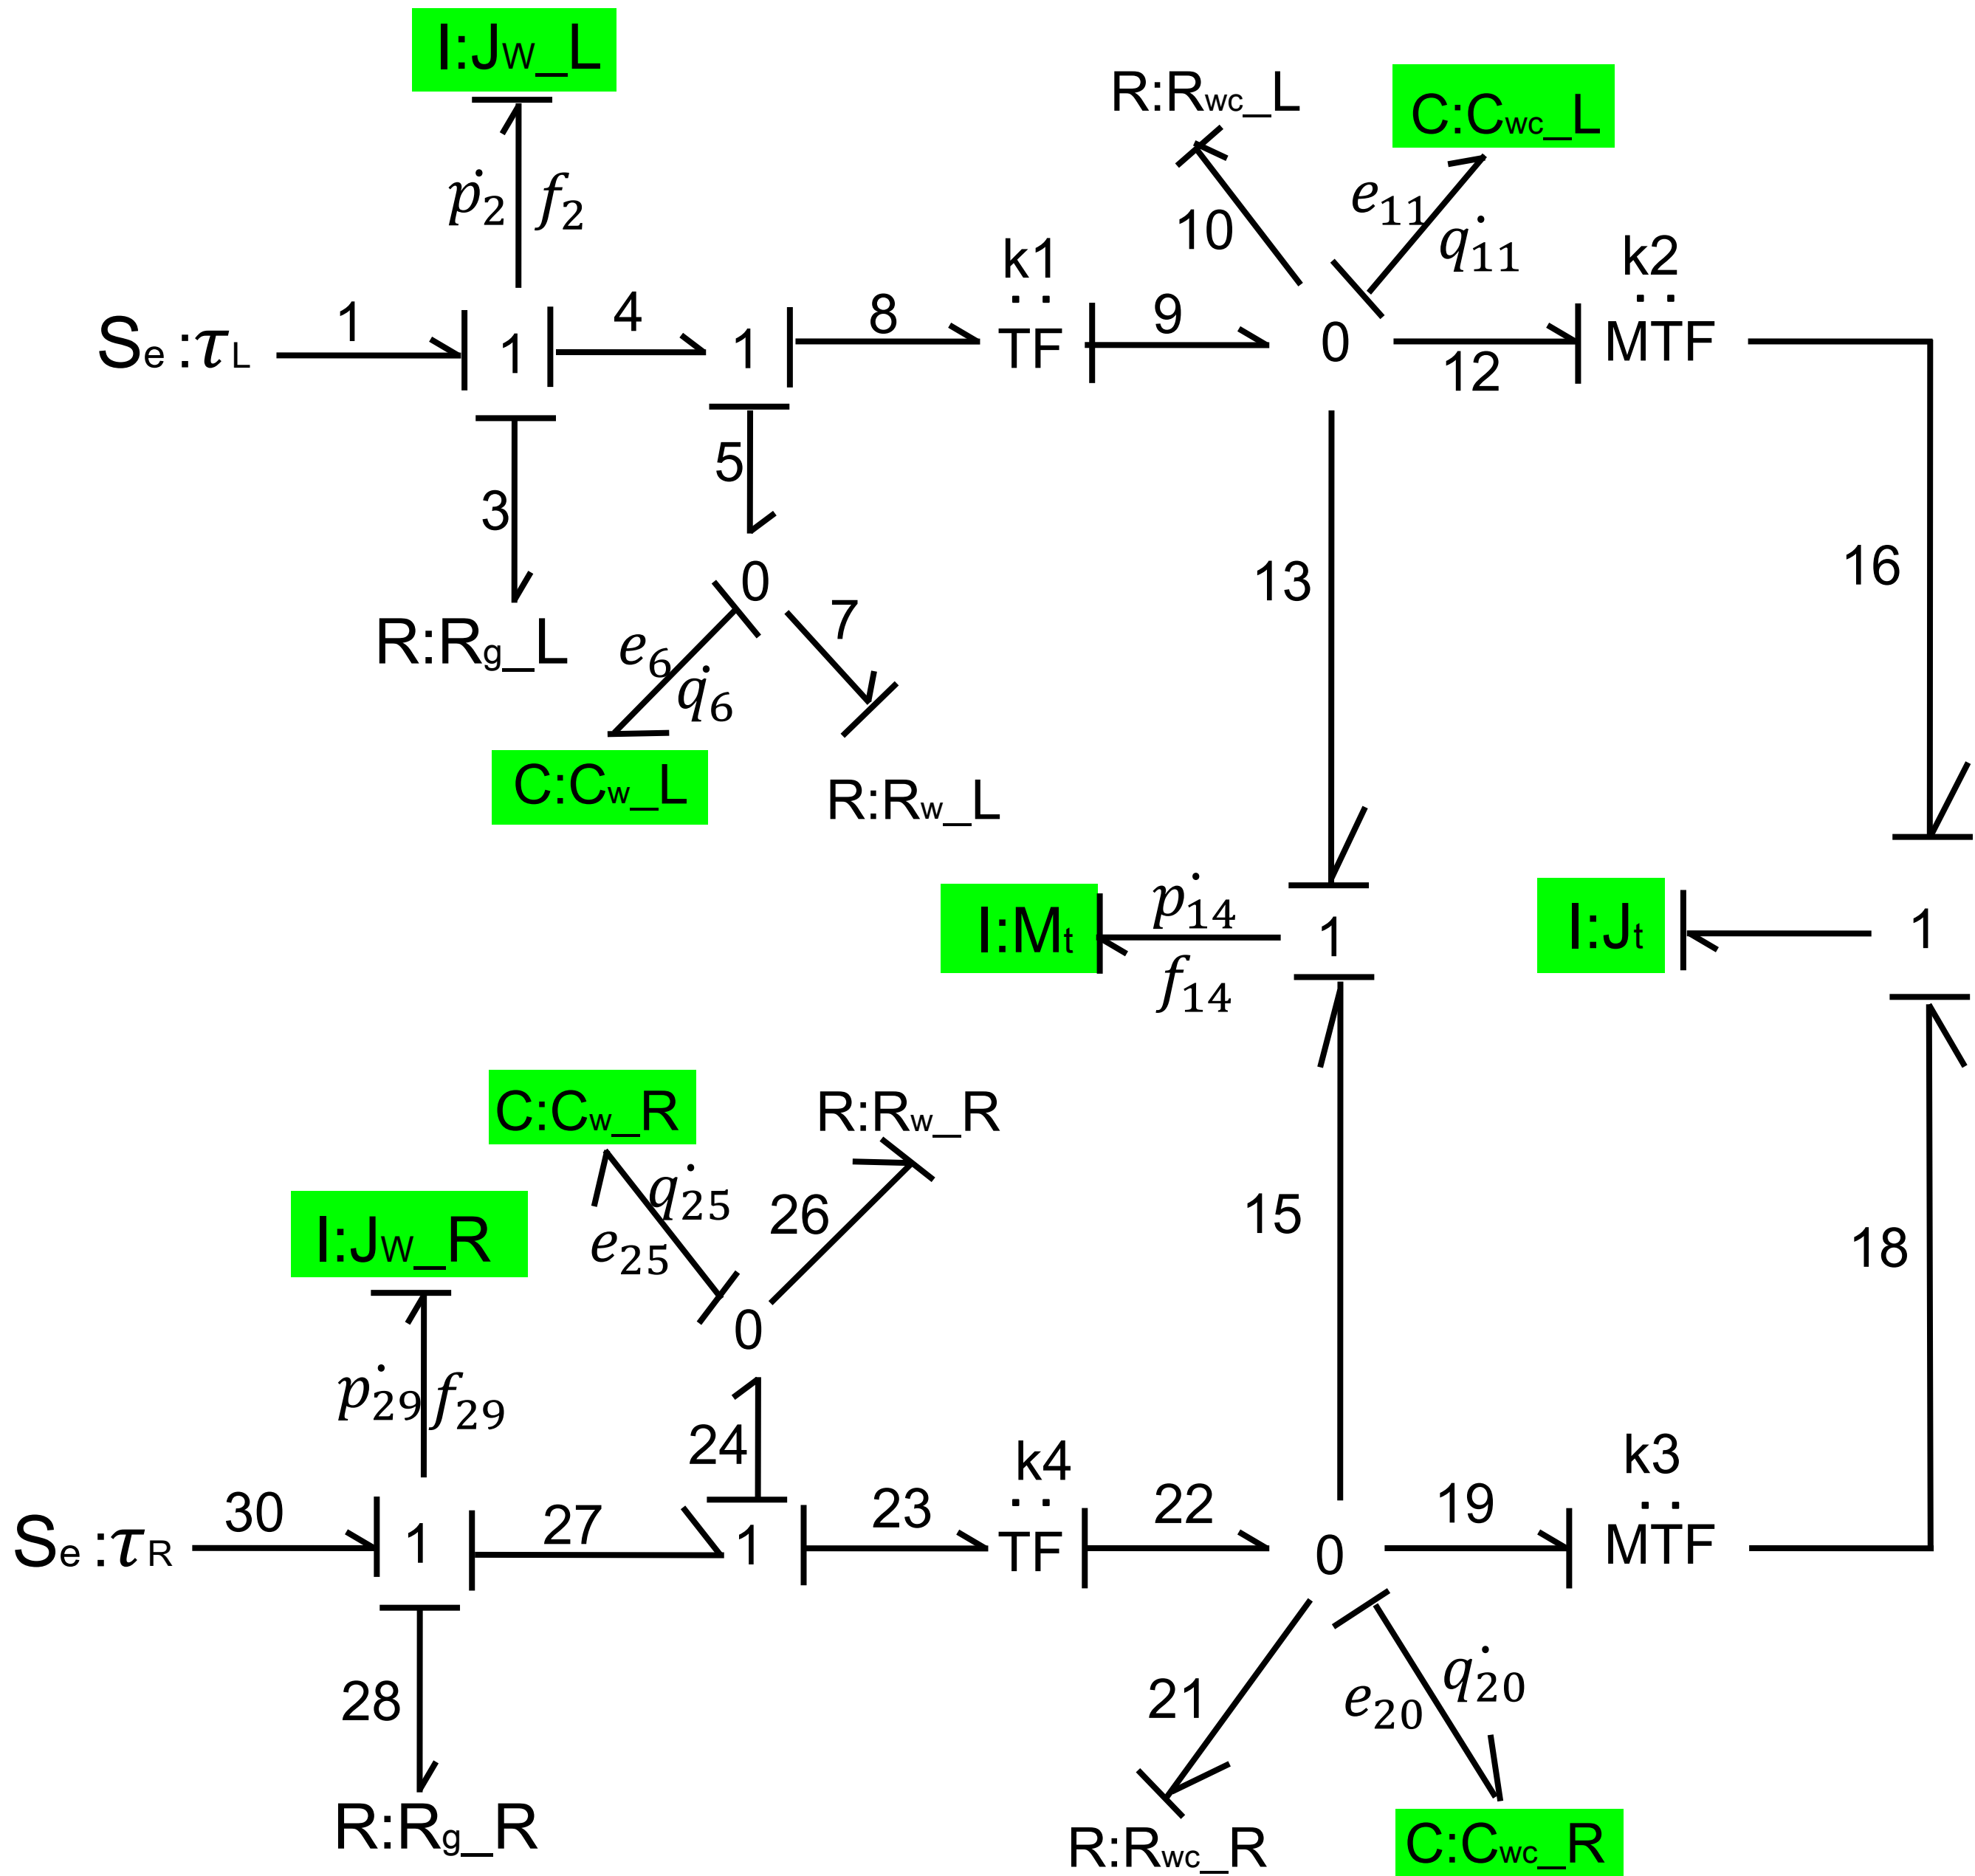 I:JW_L
R:Rwc_L
C:Cwc_L
ṗ2 f2
10
e11 q̇11
k1
k2
Se :τL
1
1
4
1
8
: :
TF
9
0
12
: :
MTF
5
3
0
7
13
16
R:Rg_L
e6 q̇6
C:Cw_L
R:Rw_L
I:Mt
ṗ14
f14
1
I:Jt
1
C:Cw_R
R:Rw_R
q̇25
e25
26
15
18
I:JW_R
0
ṗ29 f29
24
k4
k3
Se :τR
30
1
27
1
23
: :
TF
22
0
19
: :
MTF
28
21
e20 q̇20
R:Rg_R
R:Rwc_R
C:Cwc_R